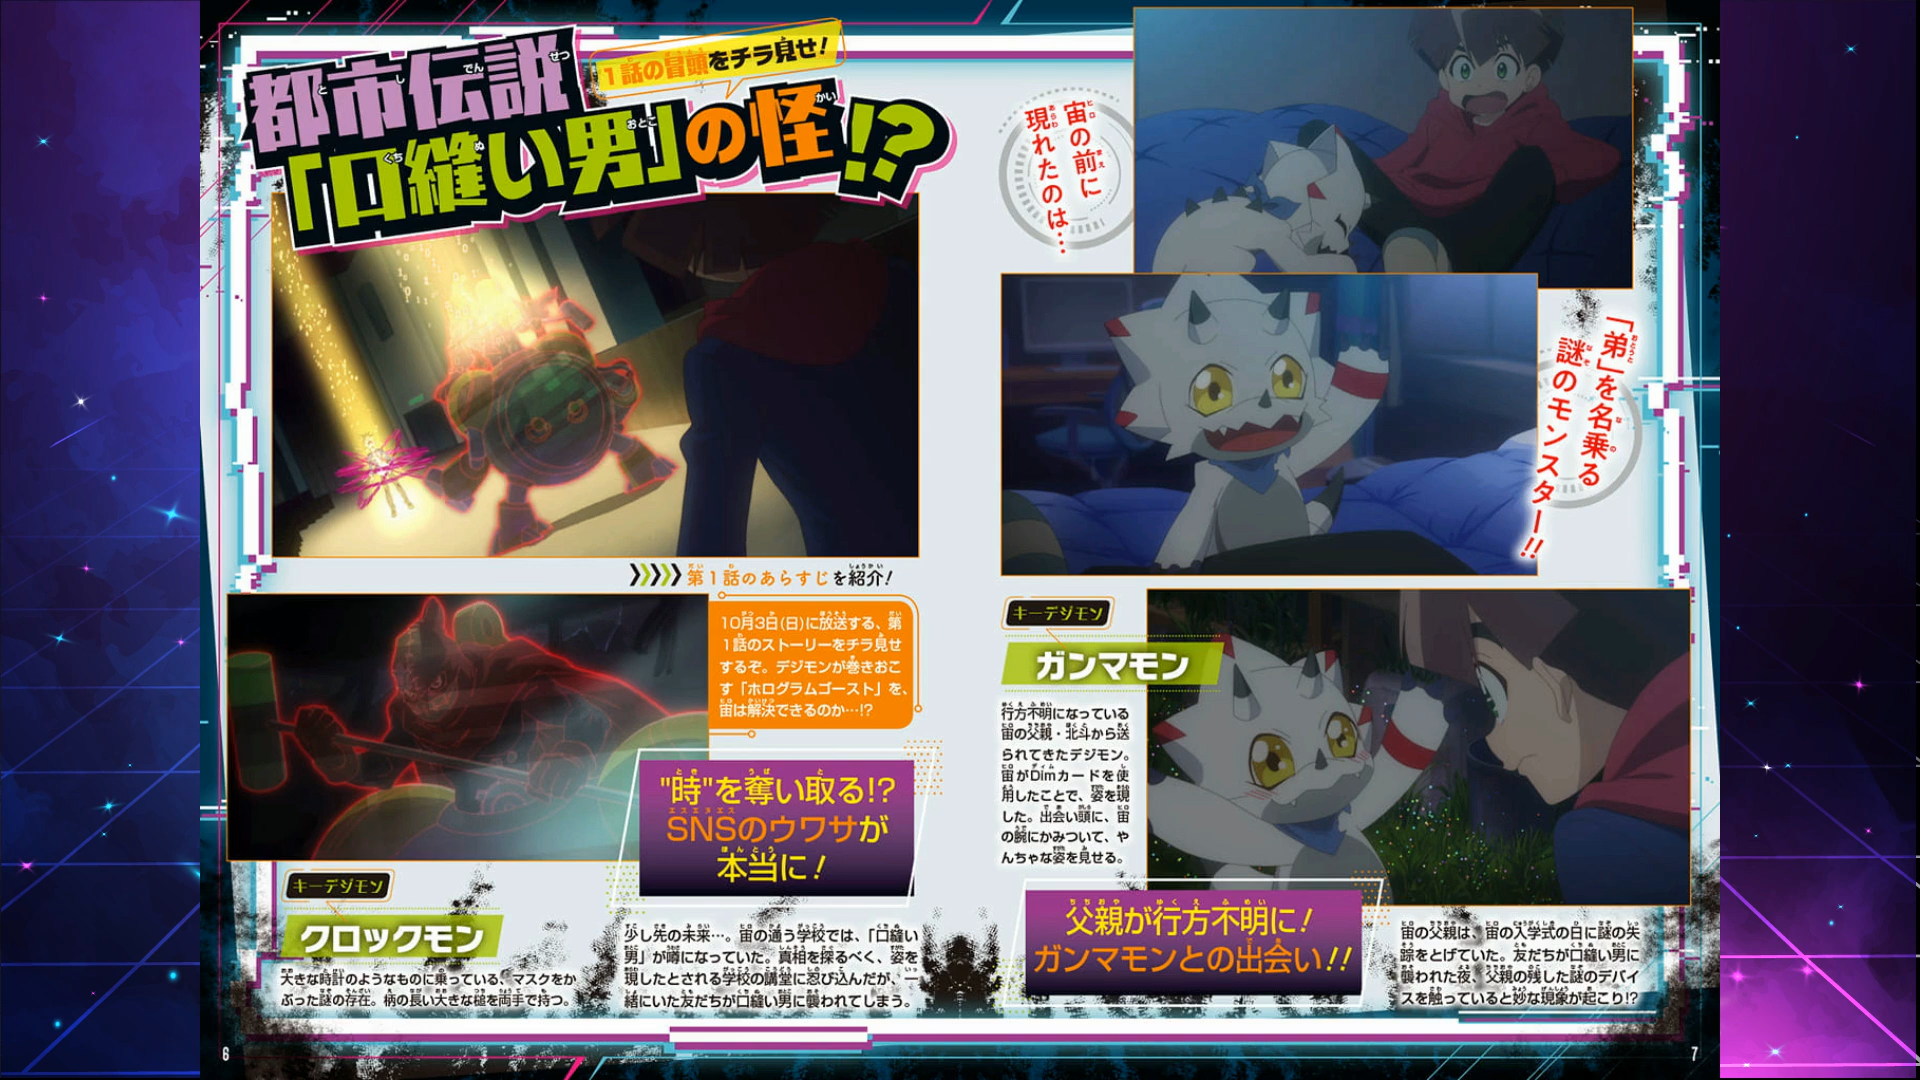 1話の冒頭をチラ見せ!
都市伝説
「口縫い男」の怪!?
第1話のあらすじを紹介!
10月3日(日)に放送する、第
1話のストーリーをチラ見せ
するぞ。デジモンが巻きおこ
す「ホログラムゴースト」を、
宙は解決できるのか…!?
"時"を奪い取る!?
SNSのウワサが
本当に!
キーデジモン
クロックモン
大きな時計のようなものに乗っている、マスクをか
ぶった謎の存在。柄の長い大きな槌を両手で持つ。
少し先の未来…。宙の通う学校では、「口縫い
男」が噂になっていた。真相を探るべく、姿を
現したとされる学校の講堂に忍び込んだが、一
緒にいた友だちが口縫い男に襲われてしまう。
6
宙の前に
現れたのは…
「弟」を名乗る
謎のモンスター!!
キーデジモン
ガンマモン
行方不明になっている
宙の父親・北斗から送
られてきたデジモン。
宙がDimカードを使
用したことで、姿を現
した。出会い頭に、宙
の腕にかみついて、や
んちゃな姿を見せる。
父親が行方不明に!
ガンマモンとの出会い!!
宙の父親は、宙の入学式の日に謎の失
踪をとげていた。友だちが口縫い男に
襲われた夜、父親の残した謎のデバイ
スを触っていると妙な現象が起こり!?
7